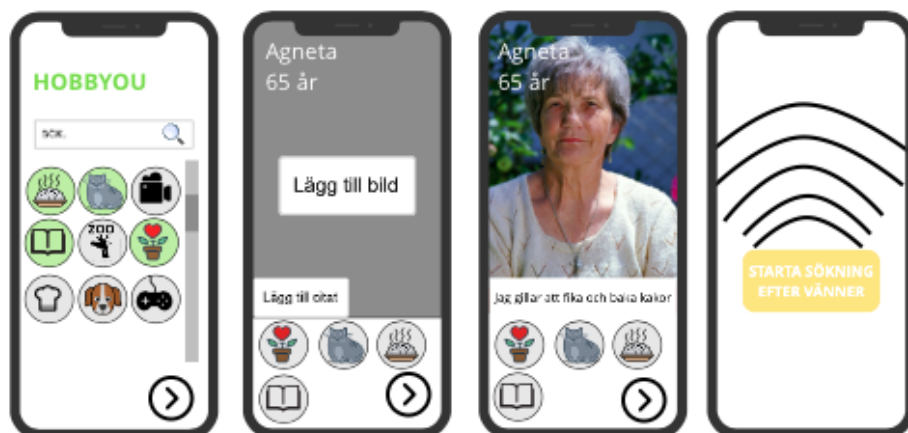 HOBBYOU
SÖK..
ZOO
Agneta
65 år
Lägg till bild
Lägg till citat
Agneta
65 år
Jag gillar att fika och baka kakor
STARTA SÖKNING
EFTER VÄNNER